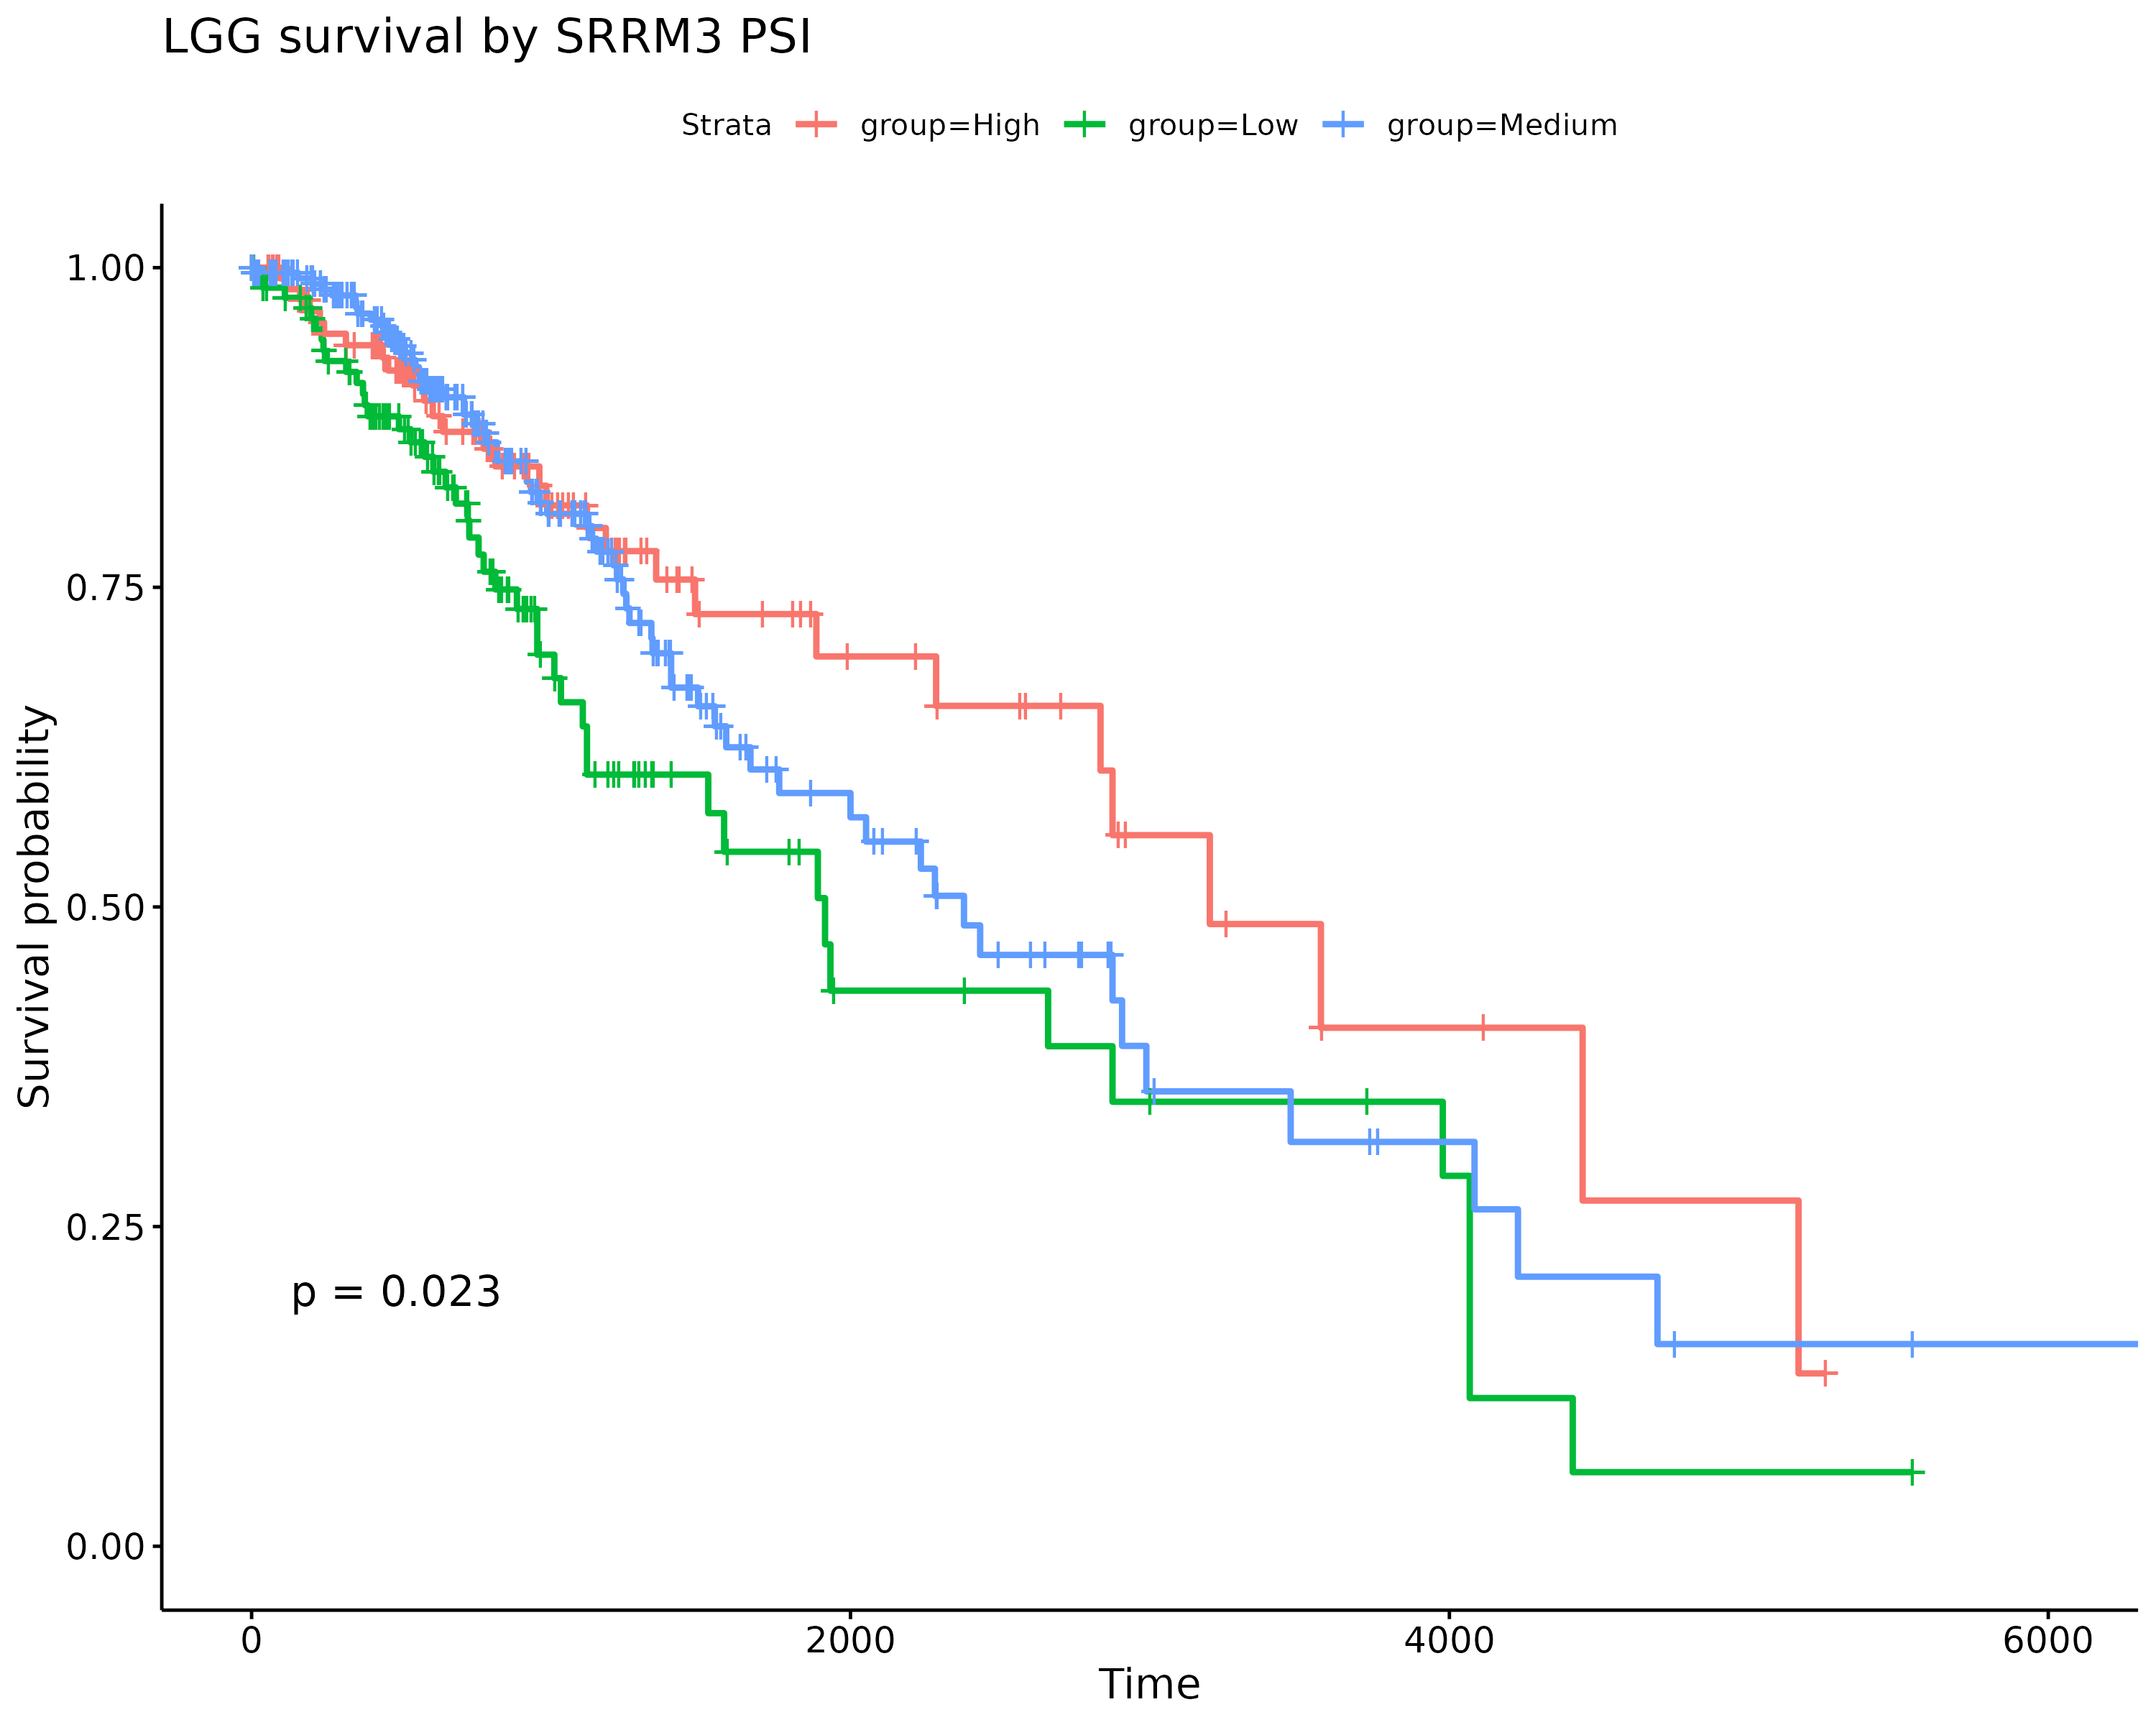 LGG survival by SRRM3 PSI
Strata group=High group=Low group=Medium
1.00
0.75
0.50
0.25
0.00
Survival probability
p = 0.023
0 2000 4000 6000
Time